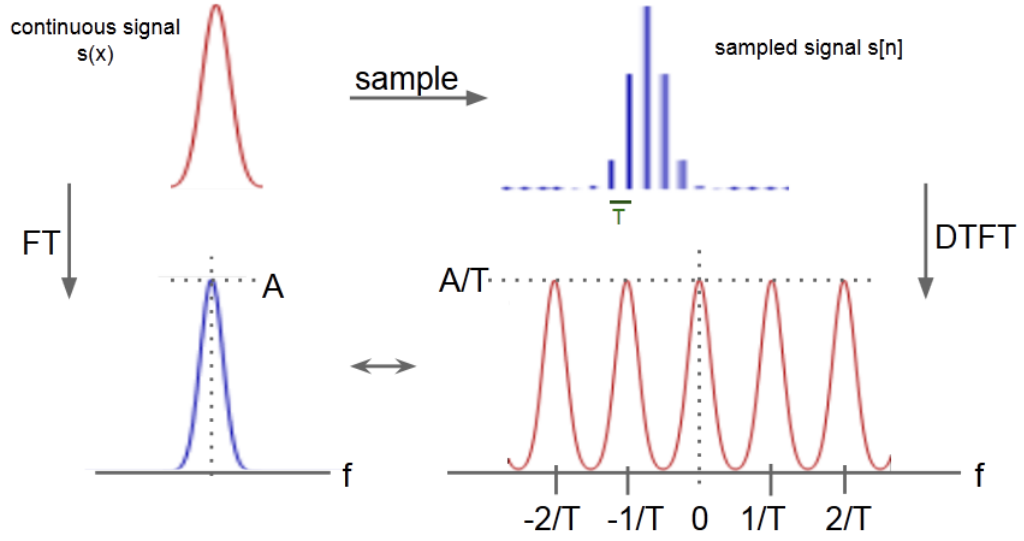 continuous signal
s(x)
sample
sampled signal s[n]
T
FT
DTFT
A
A/T
f
f
-2/T -1/T 0 1/T 2/T